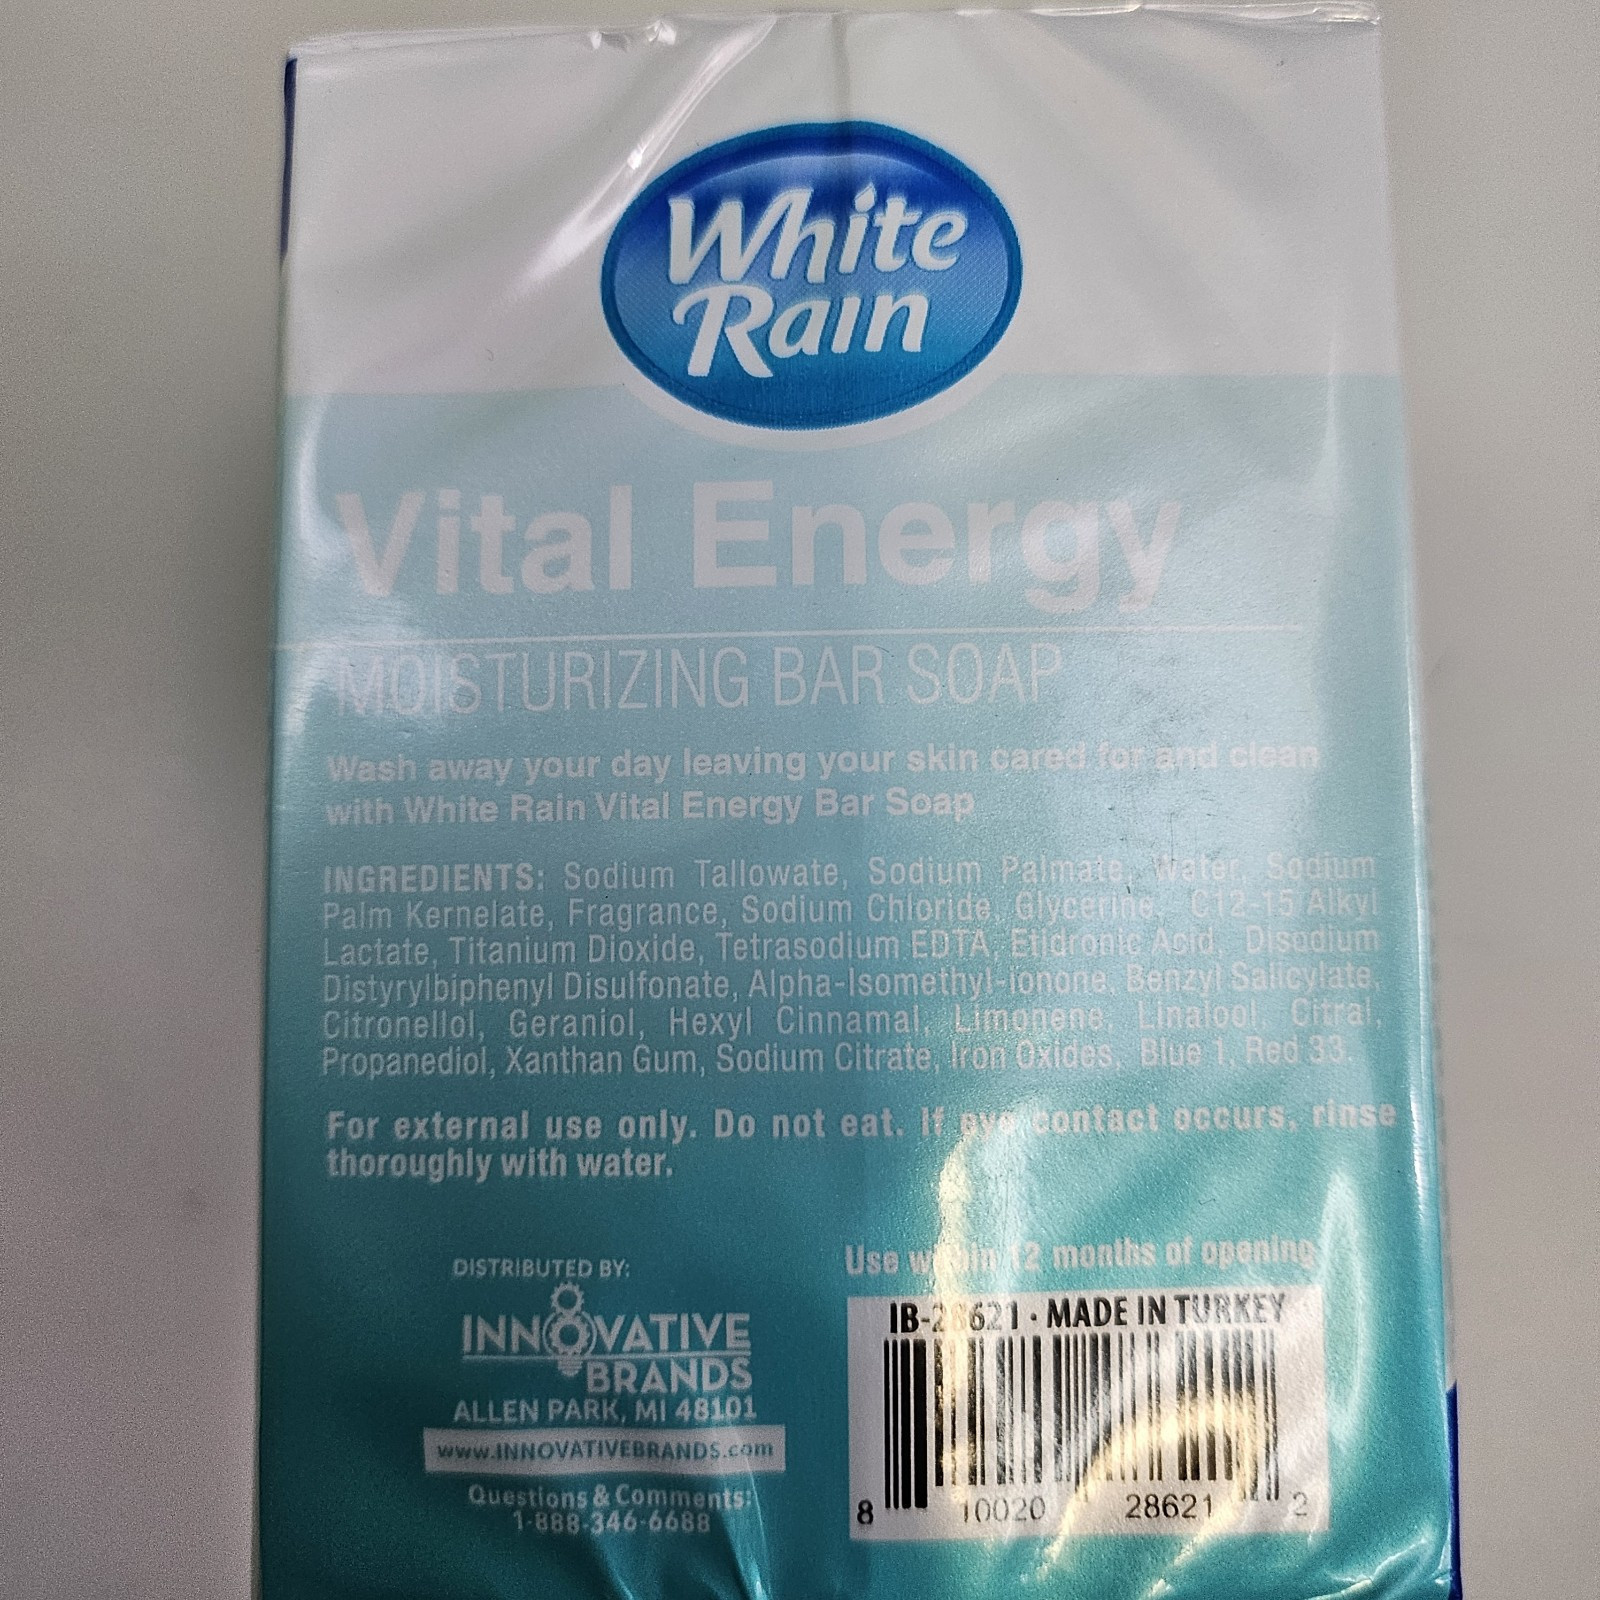 White
Rain
Vital Energy
MOISTURIZING BAR SOAP
Wash away your day leaving your skin cared for and clean
with White Rain Vital Energy Bar Soap
INGREDIENTS: Sodium Tallowate, Sodium Palmate, Water, Sodium
Palm Kernelate, Fragrance, Sodium Chloride, Glycerine, C12-15 Alkyl
Lactate, Titanium Dioxide, Tetrasodium EDTA, Etidronic Acid, Disodium
Distyrylbiphenyl Disulfonate, Alpha-Isomethyl-ionone, Benzyl Salicylate,
Citronellol, Geraniol, Hexyl Cinnamal, Limonene, Linalool, Citral,
Propanediol, Xanthan Gum, Sodium Citrate, Iron Oxides, Blue 1, Red 33.
For external use only. Do not eat. If eye contact occurs, rinse
thoroughly with water.
DISTRIBUTED BY:
INNOVATIVE
BRANDS
ALLEN PARK, MI 48101
www.INNOVATIVEBRANDS.com
Questions & Comments:
1-888-346-6688
Use within 12 months of opening
IB-28621 · MADE IN TURKEY
8 10020 28621 2